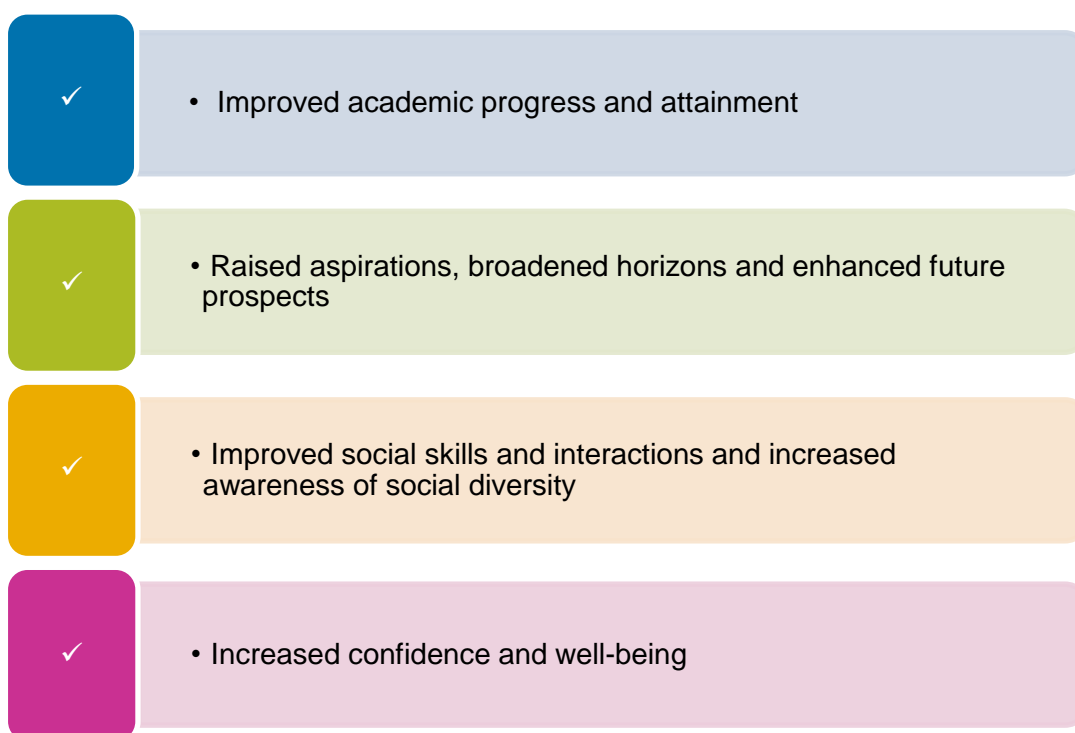 ✓
• Improved academic progress and attainment
✓
• Raised aspirations, broadened horizons and enhanced future
prospects
✓
• Improved social skills and interactions and increased
awareness of social diversity
✓
• Increased confidence and well-being